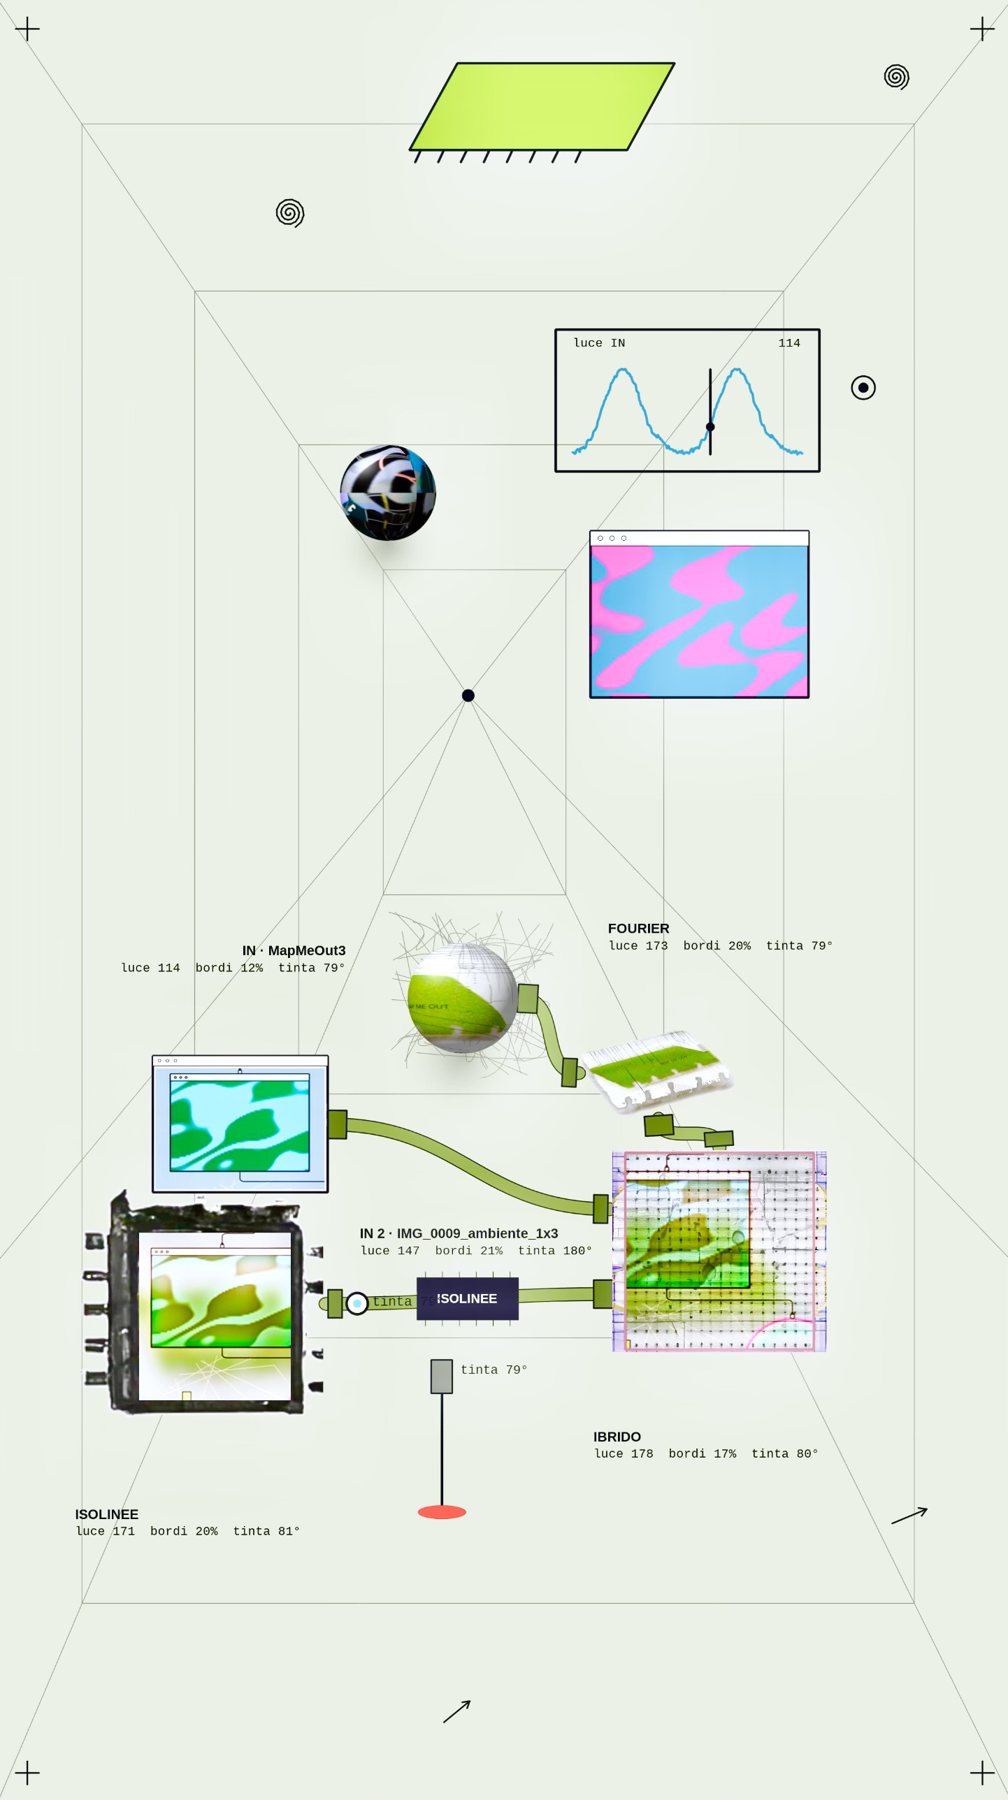 luce IN 114
FOURIER
luce 173 bordi 20% tinta 79°
IN · MapMeOut3
luce 114 bordi 12% tinta 79°
IN 2 · IMG_0009_ambiente_1x3
luce 147 bordi 21% tinta 180°
tinta
ISOLINEE
tinta 79°
IBRIDO
luce 178 bordi 17% tinta 80°
ISOLINEE
luce 171 bordi 20% tinta 81°